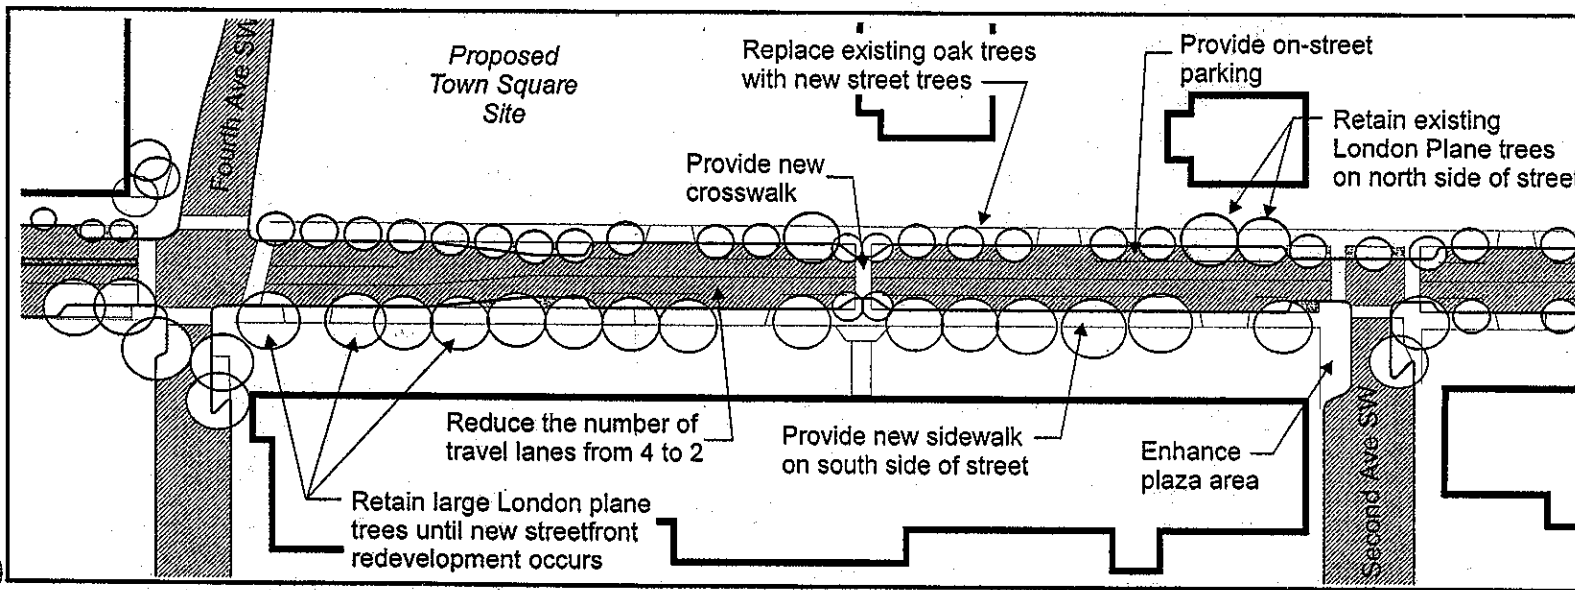 Fourth Ave SW
Proposed
Town Square
Site
Replace existing oak trees
with new street trees
Provide on-street
parking
Retain existing
London Plane trees
on north side of street
Provide new
crosswalk
Reduce the number of
travel lanes from 4 to 2
Provide new sidewalk
on south side of street
Enhance
plaza area
Second Ave SW
Retain large London plane
trees until new streetfront
redevelopment occurs